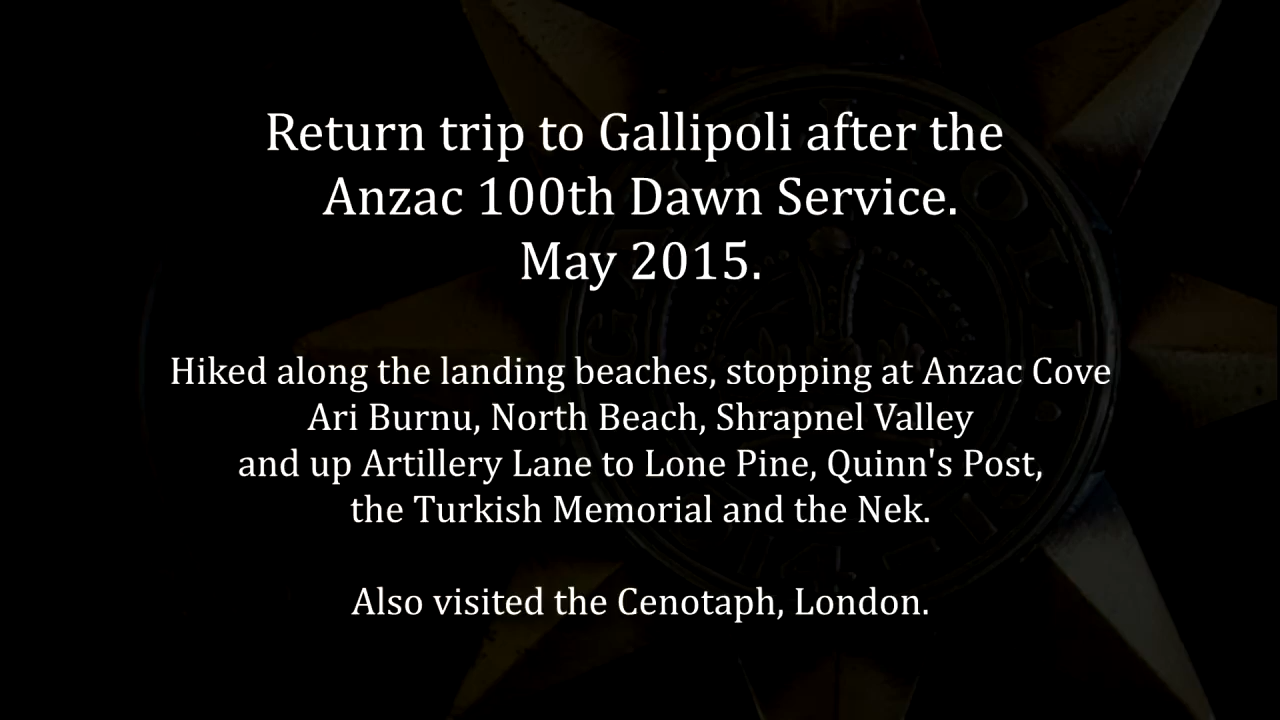 Return trip to Gallipoli after the
Anzac 100th Dawn Service.
May 2015.
Hiked along the landing beaches, stopping at Anzac Cove
Ari Burnu, North Beach, Shrapnel Valley
and up Artillery Lane to Lone Pine, Quinn's Post,
the Turkish Memorial and the Nek.
Also visited the Cenotaph, London.